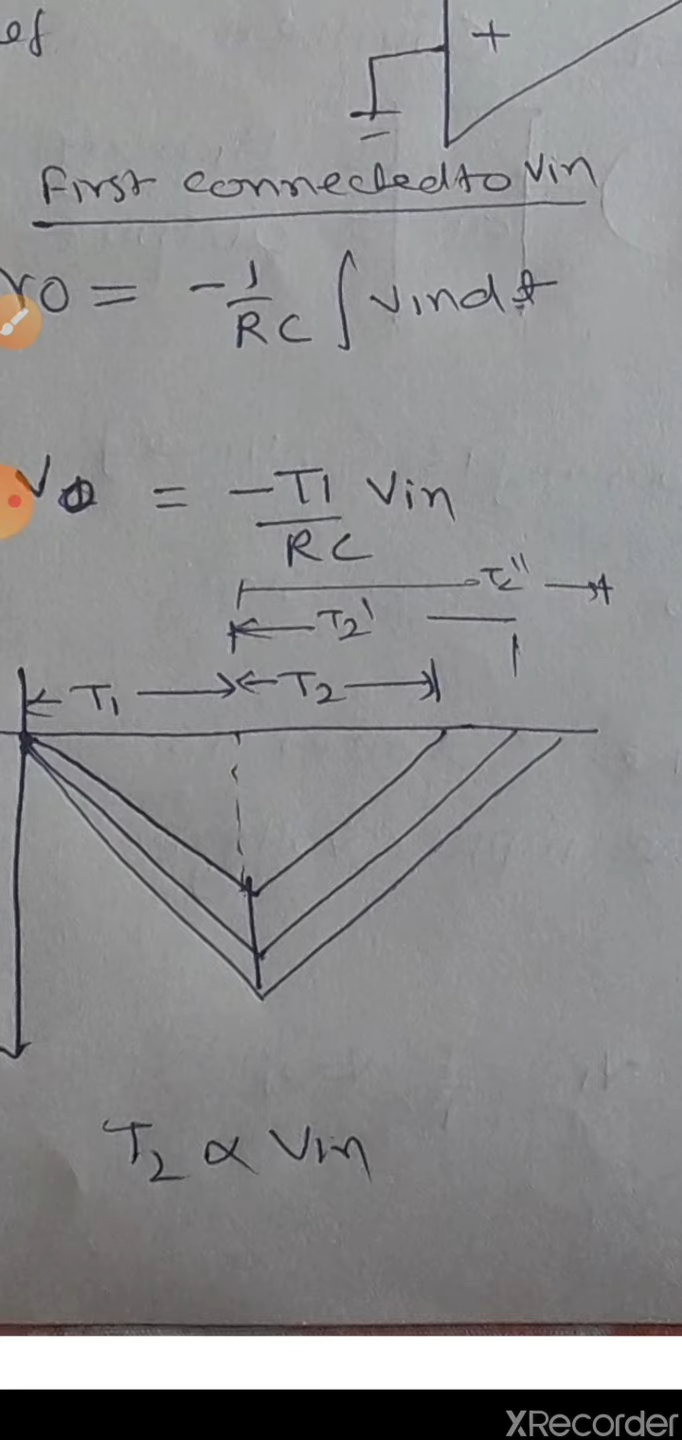 ef
+
First connected to Vin
VO = -1/RC ∫ Vin dt
Vo = -T1/RC Vin
T2''
T2'
T1 T2
T2 ∝ Vin
XRecorder